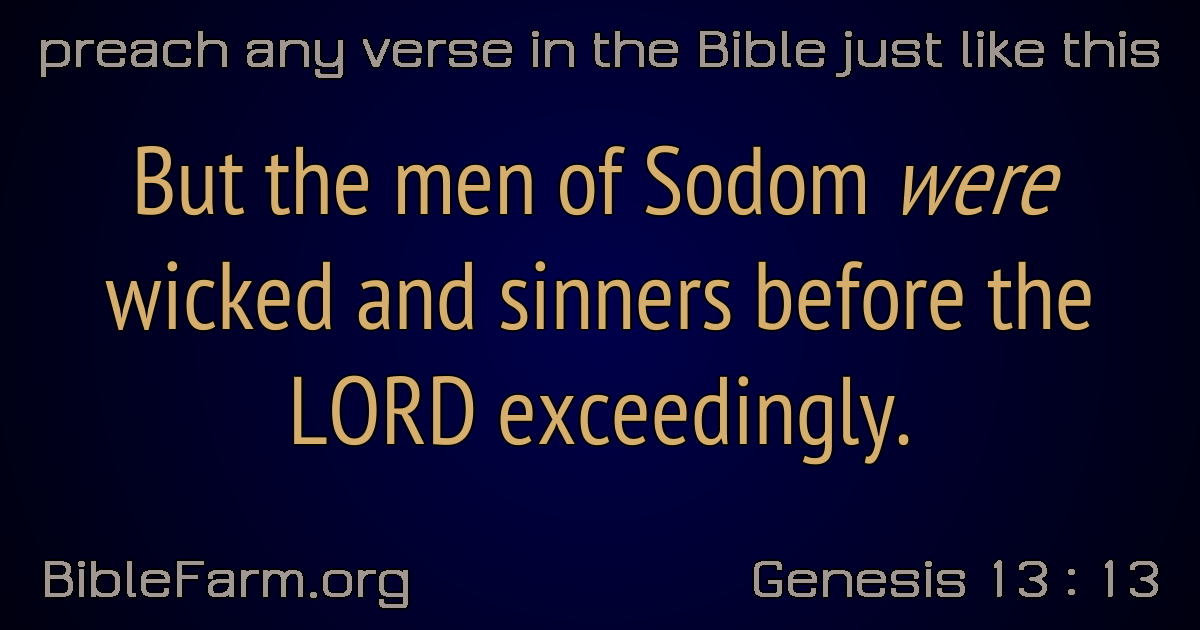 preach any verse in the Bible just like this
But the men of Sodom were
wicked and sinners before the
LORD exceedingly.
BibleFarm.org
Genesis 13 : 13